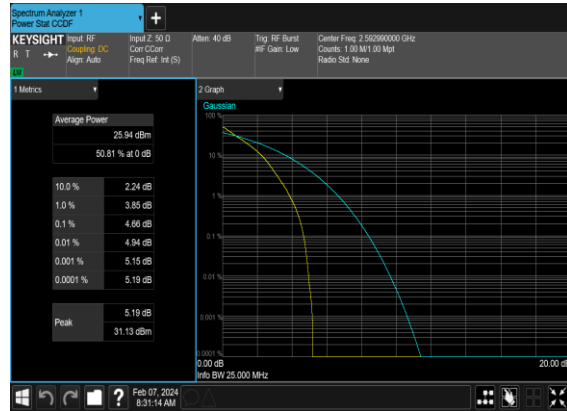 Spectrum Analyzer 1
Power Stat CCDF
KEYSIGHT
R T
LXI
Input: RF
Coupling: DC
Align: Auto
Input Z: 50 Ω
Corr CCorr
Freq Ref: Int (S)
Atten: 40 dB
Trig: RF Burst
#IF Gain: Low
Center Freq: 2.592990000 GHz
Counts: 1.00 M/1.00 Mpt
Radio Std: None
1 Metrics
Average Power
25.94 dBm
50.81 % at 0 dB
10.0 % 2.24 dB
1.0 % 3.85 dB
0.1 % 4.66 dB
0.01 % 4.94 dB
0.001 % 5.15 dB
0.0001 % 5.19 dB
Peak 5.19 dB
31.13 dBm
2 Graph
Gaussian
100 %
10 %
1 %
0.1 %
0.01 %
0.001 %
0.0001 %
0.00 dB
20.00 dB
Info BW 25.000 MHz
?
Feb 07, 2024
8:31:14 AM